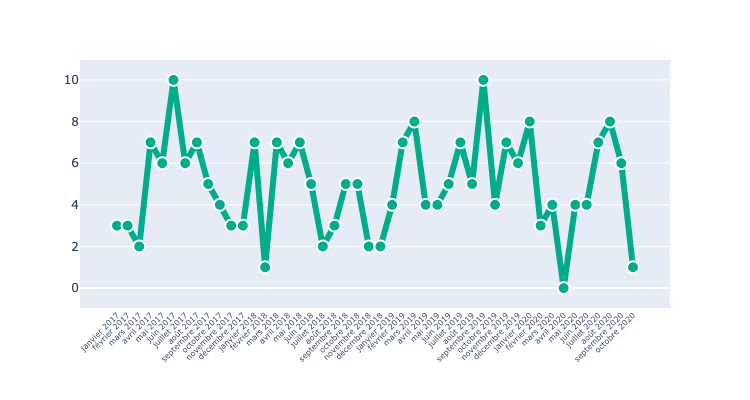 10
8
6
4
2
0
janvier 2017
février 2017
mars 2017
avril 2017
mai 2017
juin 2017
juillet 2017
août 2017
septembre 2017
octobre 2017
novembre 2017
décembre 2017
janvier 2018
février 2018
mars 2018
avril 2018
mai 2018
juin 2018
juillet 2018
août 2018
septembre 2018
octobre 2018
novembre 2018
décembre 2018
janvier 2019
février 2019
mars 2019
avril 2019
mai 2019
juin 2019
juillet 2019
août 2019
septembre 2019
octobre 2019
novembre 2019
décembre 2019
janvier 2020
février 2020
mars 2020
avril 2020
mai 2020
juin 2020
juillet 2020
août 2020
septembre 2020
octobre 2020